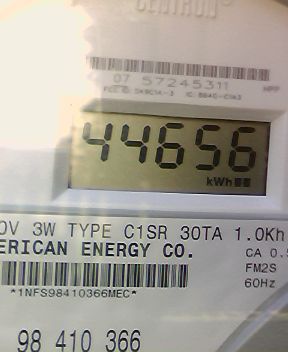 CENTRON
07 57245311
44656
kWh
0V 3W TYPE C1SR 30TA 1.0Kh
ERICAN ENERGY CO.
CA 0.5
FM2S
*1NFS98410366MEC*
60Hz
98 410 366